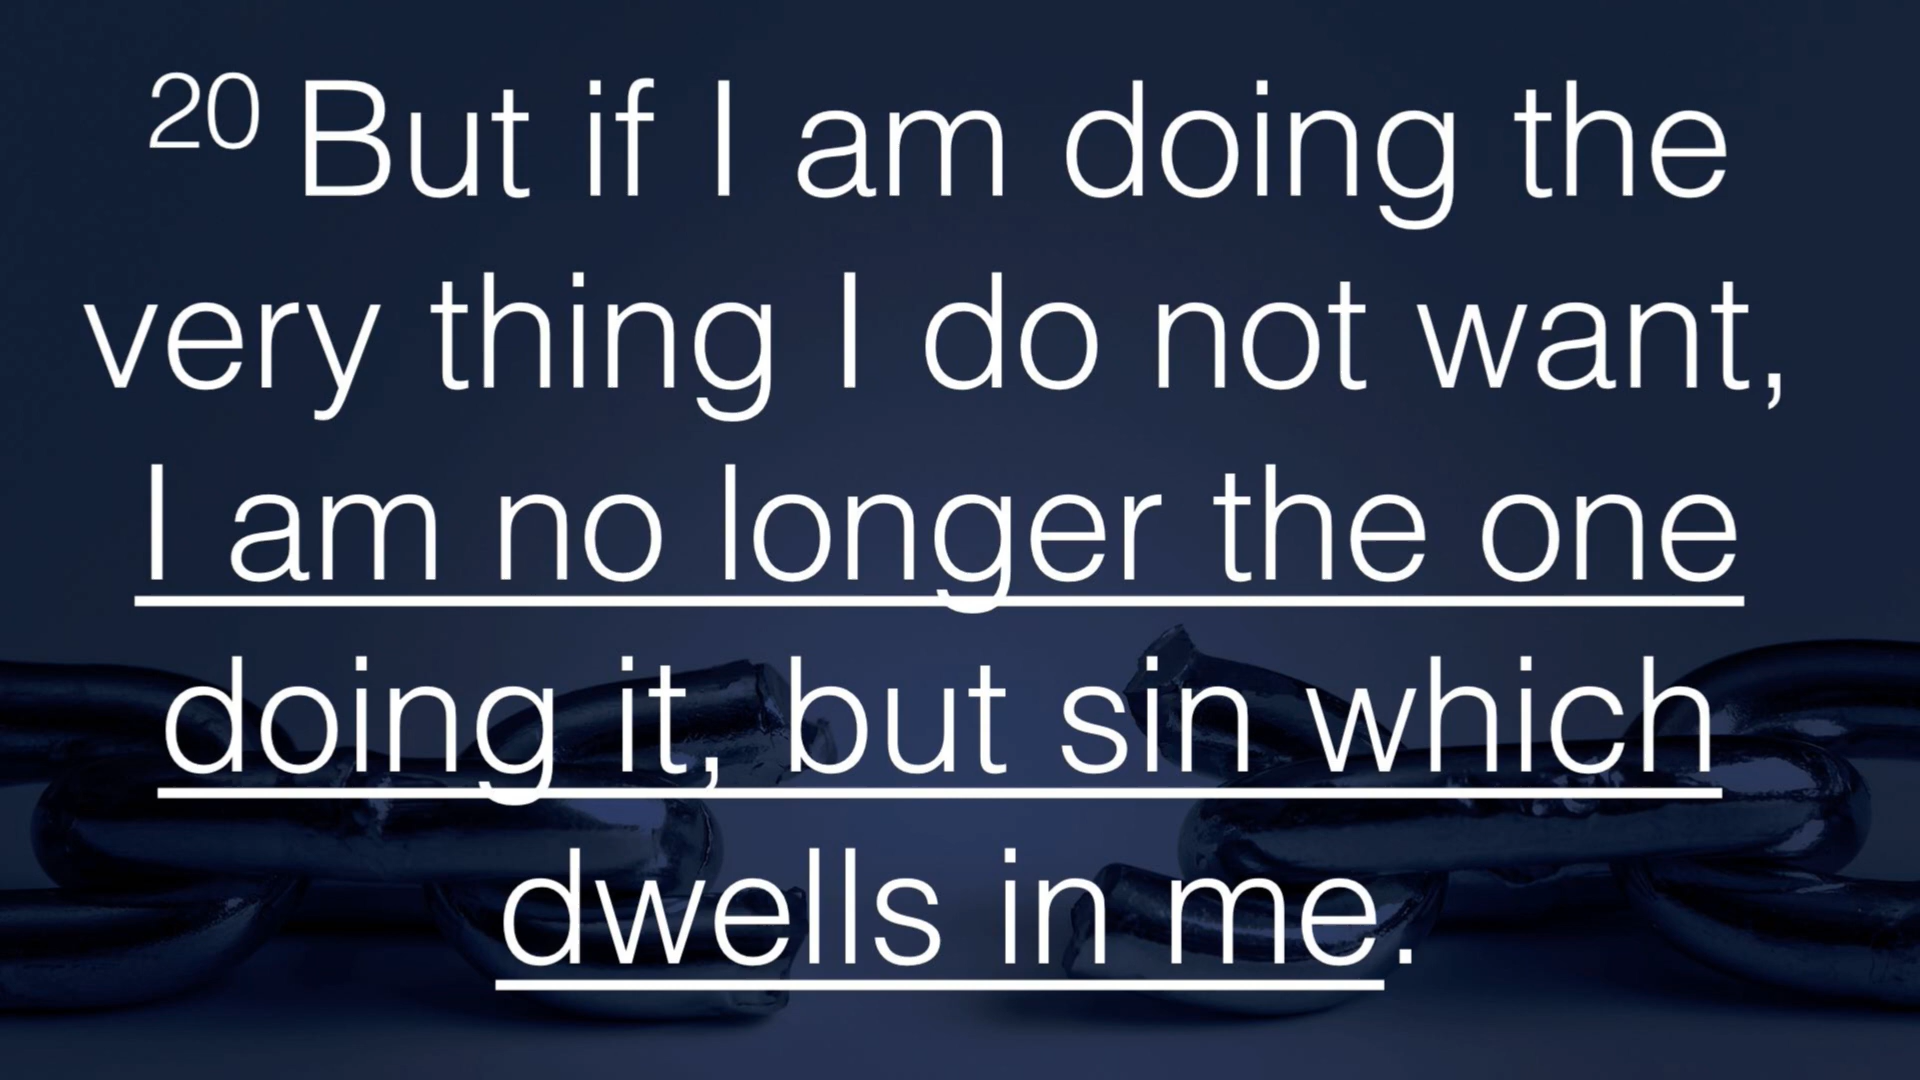 20 But if I am doing the
very thing I do not want,
I am no longer the one
doing it, but sin which
dwells in me.